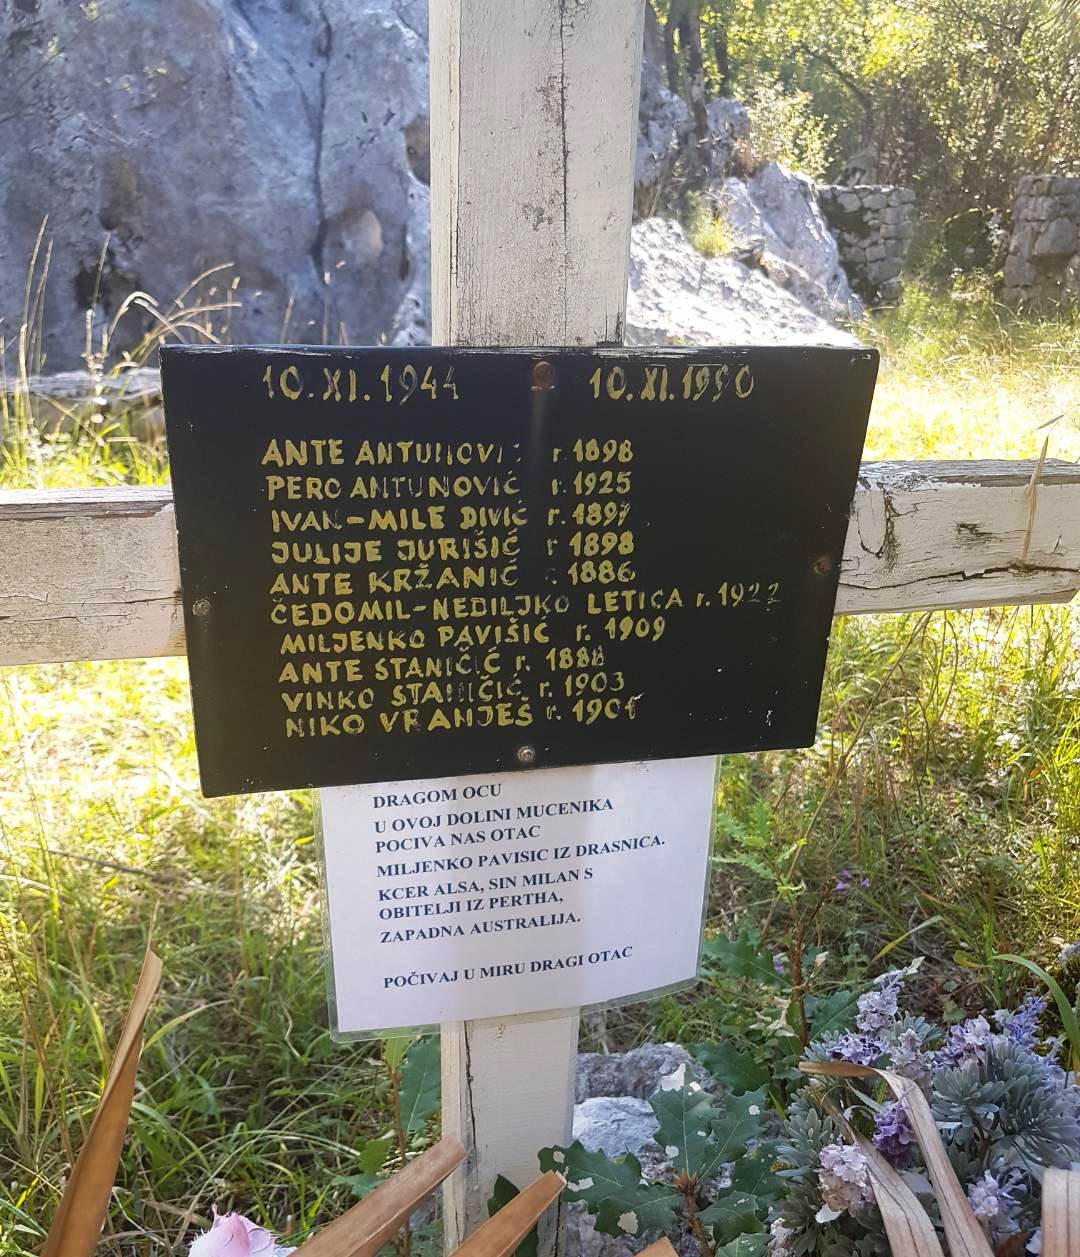 10.XI.1944 10.XI.1990
ANTE ANTUNOVIĆ r. 1898
PERO ANTUNOVIĆ r. 1925
IVAN-MILE DIVIĆ r. 1897
JULIJE JURIŠIĆ r 1898
ANTE KRŽANIĆ r. 1886
ČEDOMIL-NEDILJKO LETICA r. 1922
MILJENKO PAVIŠIĆ r. 1909
ANTE STANIČIĆ r. 1888
VINKO STANIČIĆ r. 1903
NIKO VRANJEŠ r.
DRAGOM OCU
U OVOJ DOLINI MUCENIKA
POCIVA NAS OTAC
MILJENKO PAVISIC IZ DRASNICA.
KCER ALSA, SIN MILAN S
OBITELJI IZ PERTHA,
ZAPADNA AUSTRALIJA.
POČIVAJ U MIRU DRAGI OTAC